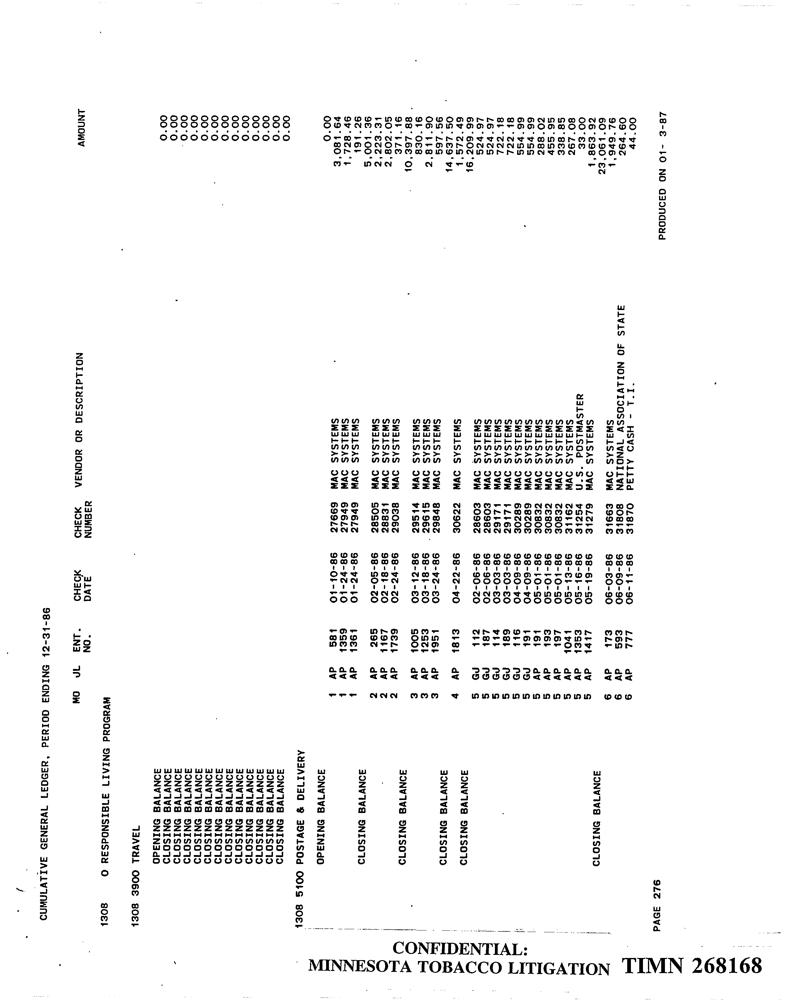 CUMULATIVE GENERAL LEDGER, PERIOD ENDING 12-31-86
MO JL ENT. NO. CHECK DATE CHECK NUMBER VENDOR OR DESCRIPTION AMOUNT
1308 0 RESPONSIBLE LIVING PROGRAM
1308 3900 TRAVEL
OPENING BALANCE 0.00
CLOSING BALANCE 0.00
CLOSING BALANCE 0.00
CLOSING BALANCE 0.00
CLOSING BALANCE 0.00
CLOSING BALANCE 0.00
CLOSING BALANCE 0.00
CLOSING BALANCE 0.00
CLOSING BALANCE 0.00
CLOSING BALANCE 0.00
CLOSING BALANCE 0.00
CLOSING BALANCE 0.00
CLOSING BALANCE 0.00
1308 5100 POSTAGE & DELIVERY
OPENING BALANCE 0.00
1 AP 581 01-10-86 27669 MAC SYSTEMS 3,081.64
1 AP 1359 01-24-86 27949 MAC SYSTEMS 1,728.46
1 AP 1361 01-24-86 27949 MAC SYSTEMS 191.26
CLOSING BALANCE 5,001.36
2 AP 265 02-05-86 28505 MAC SYSTEMS 2,223.31
2 AP 1167 02-18-86 28831 MAC SYSTEMS 2,802.05
2 AP 1739 02-24-86 29038 MAC SYSTEMS 371.16
CLOSING BALANCE 10,397.88
3 AP 1005 03-12-86 29514 MAC SYSTEMS 830.16
3 AP 1253 03-18-86 29615 MAC SYSTEMS 2,811.90
3 AP 1951 03-24-86 29848 MAC SYSTEMS 597.56
CLOSING BALANCE 14,637.50
4 AP 1813 04-22-86 30622 MAC SYSTEMS 1,572.49
CLOSING BALANCE 16,209.99
5 GJ 112 02-06-86 28603 MAC SYSTEMS 524.97
5 GJ 187 02-06-86 28603 MAC SYSTEMS 524.97
5 GJ 114 03-03-86 29171 MAC SYSTEMS 722.18
5 GJ 189 03-03-86 29171 MAC SYSTEMS 722.18
5 GJ 116 04-09-86 30289 MAC SYSTEMS 554.99
5 GJ 191 04-09-86 30289 MAC SYSTEMS 554.99
5 AP 191 05-01-86 30832 MAC SYSTEMS 288.02
5 AP 193 05-01-86 30832 MAC SYSTEMS 455.95
5 AP 197 05-01-86 30832 MAC SYSTEMS 338.85
5 AP 1041 05-13-86 31162 MAC SYSTEMS 267.08
5 AP 1353 05-16-86 31254 U.S. POSTMASTER 33.00
5 AP 1417 05-19-86 31279 MAC SYSTEMS 1,863.92
CLOSING BALANCE 23,061.09
6 AP 173 06-03-86 31663 MAC SYSTEMS 1,949.76
6 AP 593 06-09-86 31808 NATIONAL ASSOCIATION OF STATE 264.60
6 AP 777 06-11-86 31870 PETTY CASH - T.I. 44.00
PAGE 276 PRODUCED ON 01- 3-87
CONFIDENTIAL:
MINNESOTA TOBACCO LITIGATION TIMN 268168